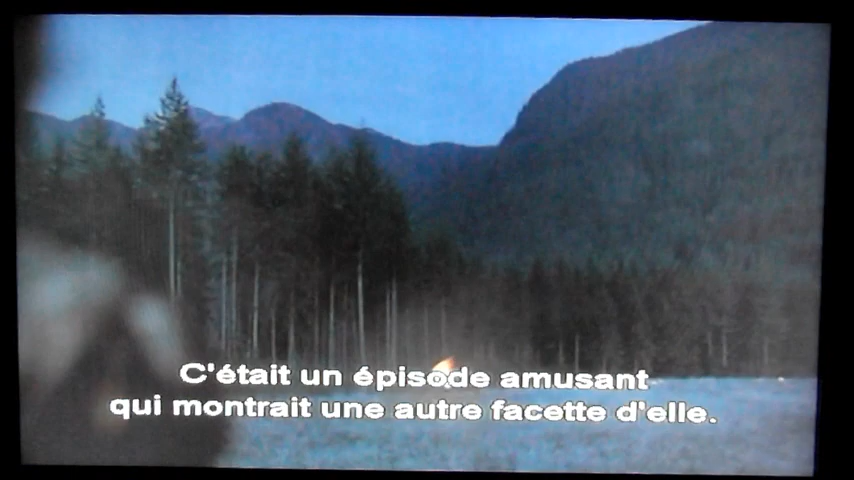 C'était un épisode amusant
qui montrait une autre facette d'elle.